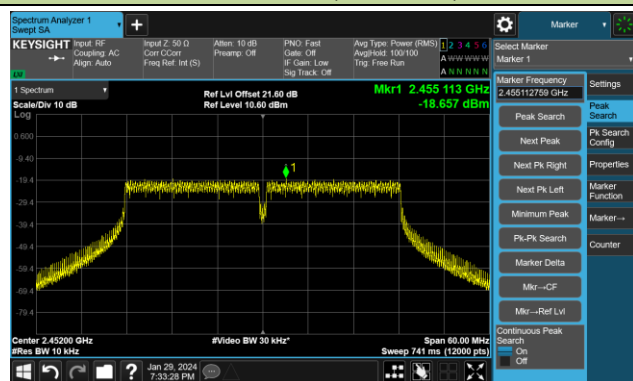 Spectrum Analyzer 1
Swept SA
Marker
KEYSIGHT
Input: RF
Coupling: AC
Align: Auto
Input Z: 50 Ω
Corr CCorr
Freq Ref: Int (S)
Atten: 10 dB
Preamp: Off
PNO: Fast
Gate: Off
IF Gain: Low
Sig Track: Off
Avg Type: Power (RMS)
Avg|Hold: 100/100
Trig: Free Run
1 2 3 4 5 6
A W W W W W
A N N N N N
Select Marker
Marker 1
LXI
1 Spectrum
Scale/Div 10 dB
Log
Ref Lvl Offset 21.60 dB
Ref Level 10.60 dBm
Mkr1 2.455 113 GHz
-18.657 dBm
0.600
-9.40
-19.4
-29.4
-39.4
-49.4
-59.4
-69.4
-79.4
1
Center 2.45200 GHz
#Res BW 10 kHz
#Video BW 30 kHz*
Span 60.00 MHz
Sweep 741 ms (12000 pts)
Marker Frequency
2.455112759 GHz
Peak Search
Next Peak
Next Pk Right
Next Pk Left
Minimum Peak
Pk-Pk Search
Marker Delta
Mkr→CF
Mkr→Ref Lvl
Continuous Peak
Search
On
Off
Settings
Peak
Search
Pk Search
Config
Properties
Marker
Function
Marker→
Counter
Jan 29, 2024
7:33:28 PM